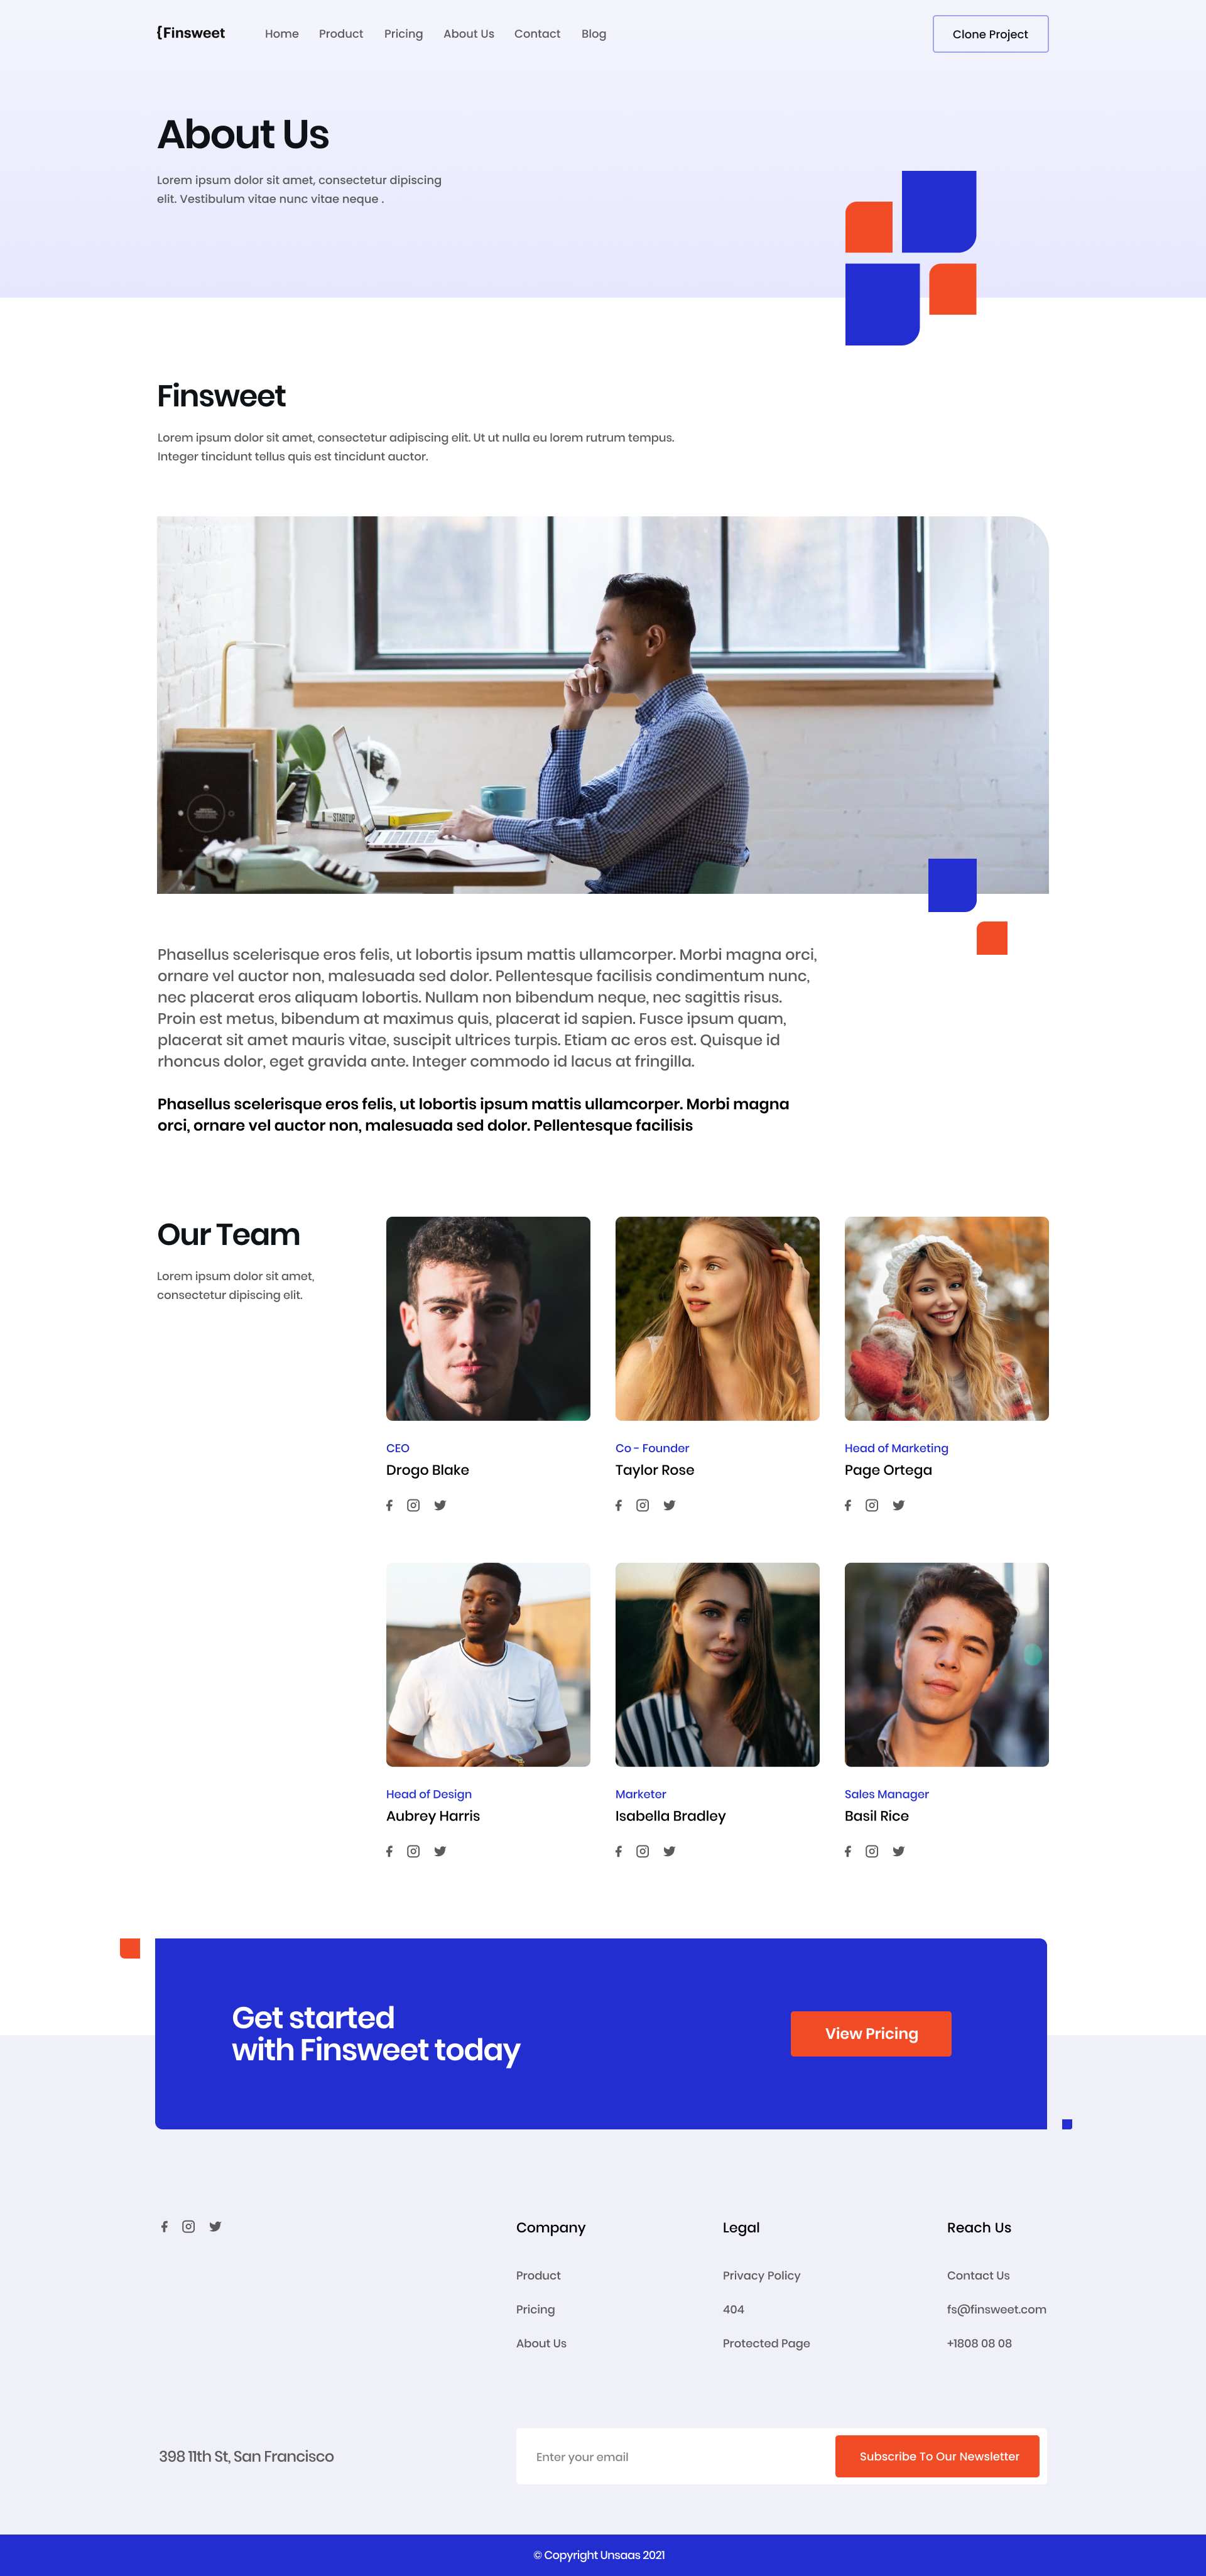 {Finsweet
Home Product Pricing About Us Contact Blog
Clone Project
About Us
Lorem ipsum dolor sit amet, consectetur dipiscing
elit. Vestibulum vitae nunc vitae neque .
Finsweet
Lorem ipsum dolor sit amet, consectetur adipiscing elit. Ut ut nulla eu lorem rutrum tempus.
Integer tincidunt tellus quis est tincidunt auctor.
STARTUP
Phasellus scelerisque eros felis, ut lobortis ipsum mattis ullamcorper. Morbi magna orci,
ornare vel auctor non, malesuada sed dolor. Pellentesque facilisis condimentum nunc,
nec placerat eros aliquam lobortis. Nullam non bibendum neque, nec sagittis risus.
Proin est metus, bibendum at maximus quis, placerat id sapien. Fusce ipsum quam,
placerat sit amet mauris vitae, suscipit ultrices turpis. Etiam ac eros est. Quisque id
rhoncus dolor, eget gravida ante. Integer commodo id lacus at fringilla.
Phasellus scelerisque eros felis, ut lobortis ipsum mattis ullamcorper. Morbi magna
orci, ornare vel auctor non, malesuada sed dolor. Pellentesque facilisis
Our Team
Lorem ipsum dolor sit amet,
consectetur dipiscing elit.
CEO
Drogo Blake
Co - Founder
Taylor Rose
Head of Marketing
Page Ortega
Head of Design
Aubrey Harris
Marketer
Isabella Bradley
Sales Manager
Basil Rice
Get started
with Finsweet today
View Pricing
Company
Product
Pricing
About Us
Legal
Privacy Policy
404
Protected Page
Reach Us
Contact Us
fs@finsweet.com
+1808 08 08
398 11th St, San Francisco
Enter your email
Subscribe To Our Newsletter
© Copyright Unsaas 2021